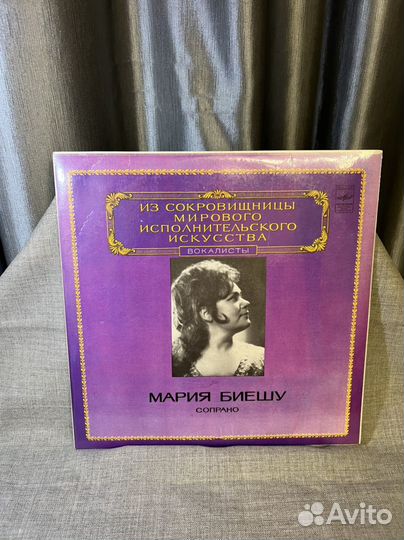 ИЗ СОКРОВИЩНИЦЫ
МИРОВОГО
ИСПОЛНИТЕЛЬСКОГО
ИСКУССТВА
ВОКАЛИСТЫ
МАРИЯ БИЕШУ
СОПРАНО
Avito